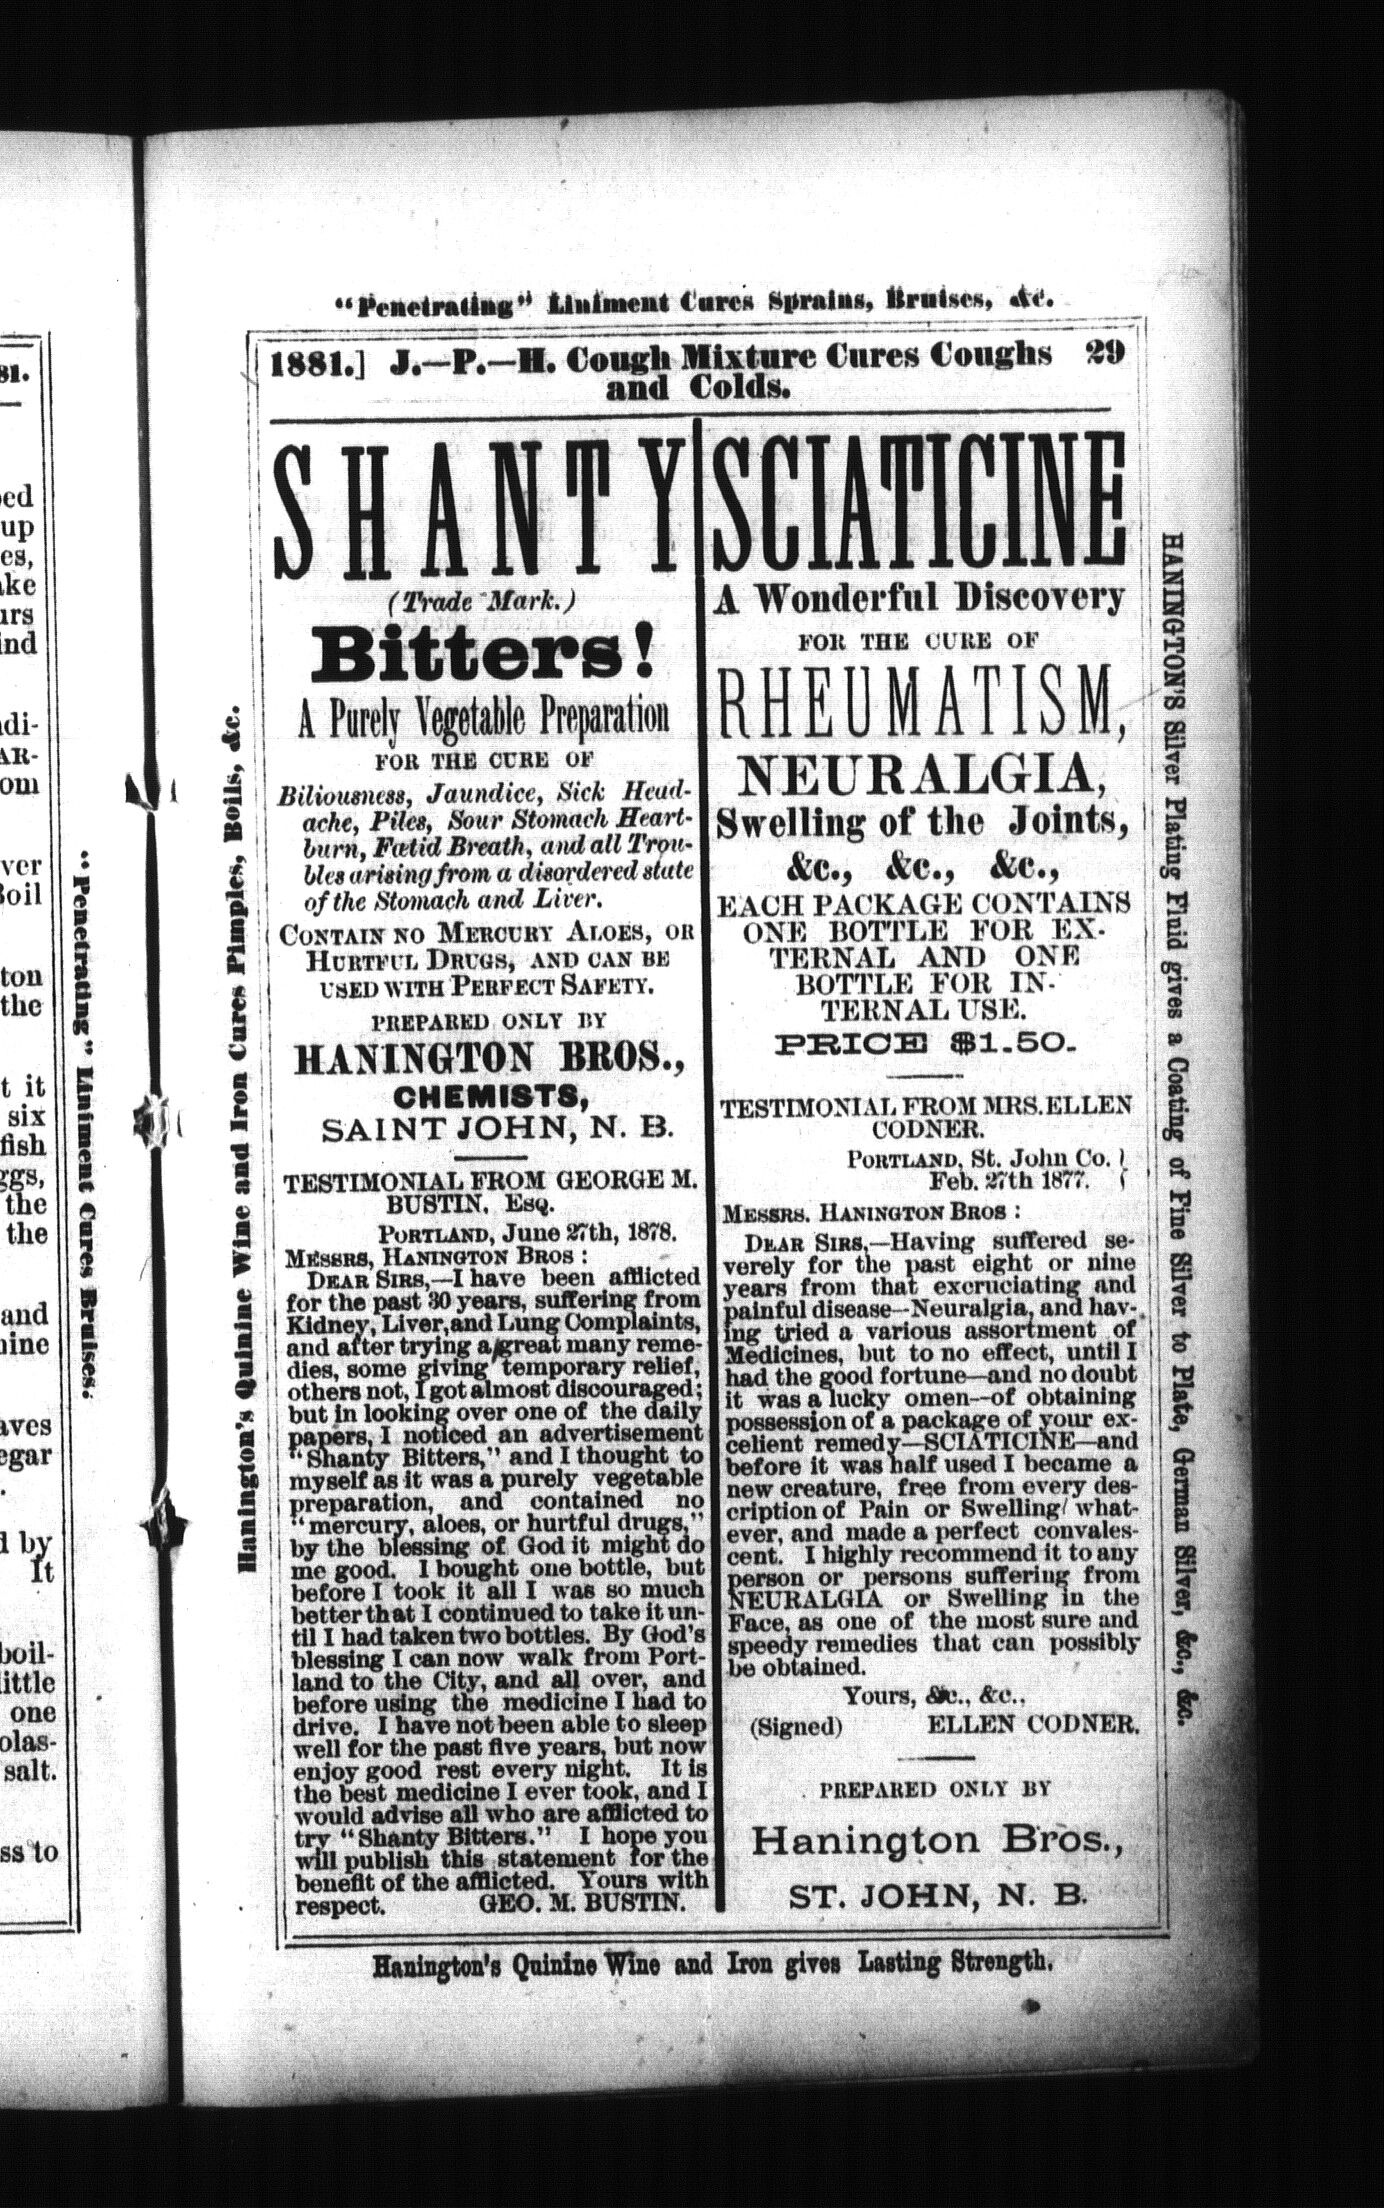 81.
up
es,
ind
om
ton
the
t it
six
fish
the
the
and
d by
It
one
salt.
ss to
"Penetrating" Liniment Cures Bruises.
Hanington's Quinine Wine and Iron Cures Pimples, Boils, &c.
"Penetrating" Liniment Cures Sprains, Bruises, &c.
1881.] J.—P.—H. Cough Mixture Cures Coughs 29
and Colds.
SHANTY
(Trade Mark.)
Bitters!
A Purely Vegetable Preparation
FOR THE CURE OF
Biliousness, Jaundice, Sick Head-
ache, Piles, Sour Stomach Heart-
burn, Fœtid Breath, and all Trou-
bles arising from a disordered state
of the Stomach and Liver.
CONTAIN NO MERCURY ALOES, OR
HURTFUL DRUGS, AND CAN BE
USED WITH PERFECT SAFETY.
PREPARED ONLY BY
HANINGTON BROS.,
CHEMISTS,
SAINT JOHN, N. B.
TESTIMONIAL FROM GEORGE M.
BUSTIN, ESQ.
PORTLAND, June 27th, 1878.
MESSRS, HANINGTON BROS :
DEAR SIRS,—I have been afflicted
for the past 30 years, suffering from
Kidney, Liver, and Lung Complaints,
and after trying a great many reme-
dies, some giving temporary relief,
others not, I got almost discouraged;
but in looking over one of the daily
papers, I noticed an advertisement
"Shanty Bitters," and I thought to
myself as it was a purely vegetable
preparation, and contained no
"mercury, aloes, or hurtful drugs,"
by the blessing of God it might do
me good. I bought one bottle, but
before I took it all I was so much
better that I continued to take it un-
til I had taken two bottles. By God's
blessing I can now walk from Port-
land to the City, and all over, and
before using the medicine I had to
drive. I have not been able to sleep
well for the past five years, but now
enjoy good rest every night. It is
the best medicine I ever took, and I
would advise all who are afflicted to
try "Shanty Bitters." I hope you
will publish this statement for the
benefit of the afflicted. Yours with
respect. GEO. M. BUSTIN.
SCIATICINE
A Wonderful Discovery
FOR THE CURE OF
RHEUMATISM,
NEURALGIA,
Swelling of the Joints,
&c., &c., &c.,
EACH PACKAGE CONTAINS
ONE BOTTLE FOR EX-
TERNAL AND ONE
BOTTLE FOR IN-
TERNAL USE.
PRICE $1.50.
TESTIMONIAL FROM MRS. ELLEN
CODNER.
PORTLAND, St. John Co.
Feb. 27th 1877.
MESSRS. HANINGTON BROS :
DEAR SIRS,—Having suffered se-
verely for the past eight or nine
years from that excruciating and
painful disease—Neuralgia, and hav-
ing tried a various assortment of
Medicines, but to no effect, until I
had the good fortune—and no doubt
it was a lucky omen—of obtaining
possession of a package of your ex-
cellent remedy—SCIATICINE—and
before it was half used I became a
new creature, free from every des-
cription of Pain or Swelling what-
ever, and made a perfect convales-
cent. I highly recommend it to any
person or persons suffering from
NEURALGIA or Swelling in the
Face, as one of the most sure and
speedy remedies that can possibly
be obtained.
Yours, &c., &c.,
(Signed) ELLEN CODNER.
PREPARED ONLY BY
Hanington Bros.,
ST. JOHN, N. B.
HANINGTON'S Silver Plating Fluid gives a Coating of Fine Silver to Plate, German Silver, &c., &c.
Hanington's Quinine Wine and Iron gives Lasting Strength.